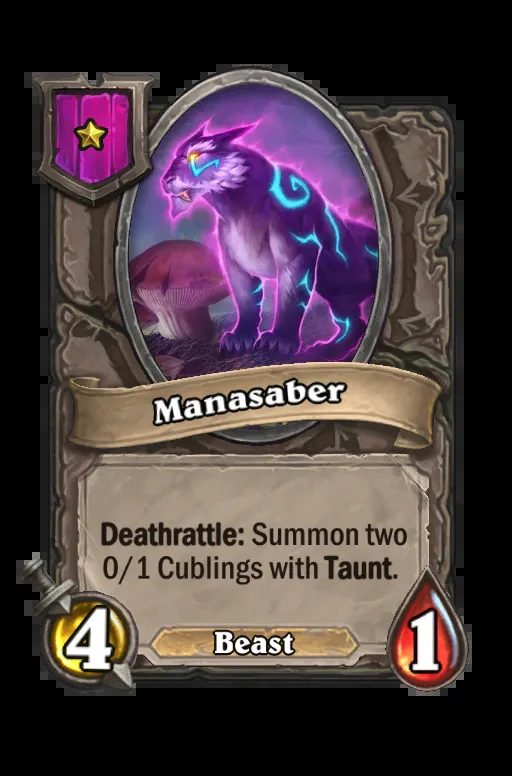 Manasaber
Deathrattle: Summon two
0/1 Cublings with Taunt.
4
Beast
1